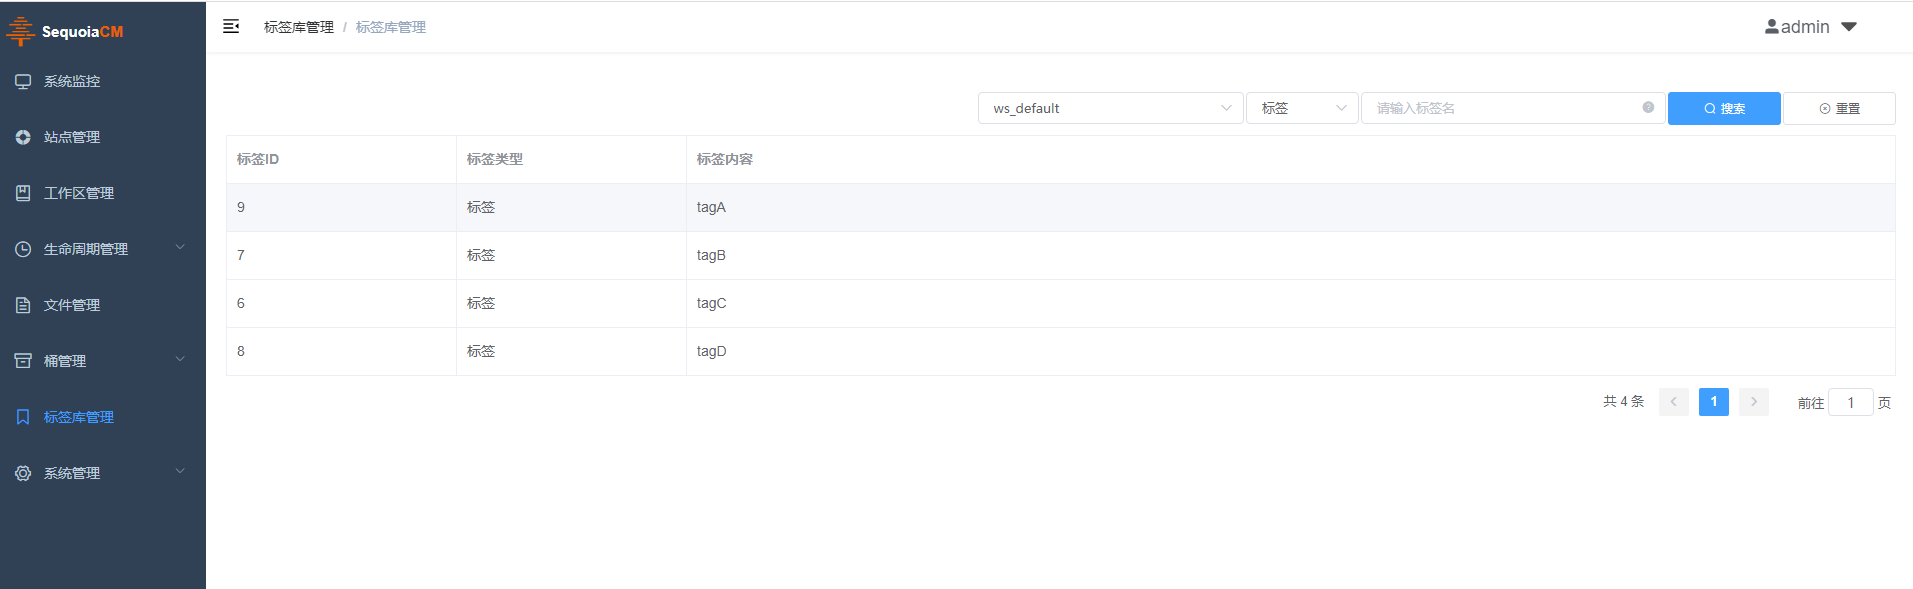 SequoiaCM
系统监控
站点管理
工作区管理
生命周期管理
文件管理
桶管理
标签库管理
系统管理
标签库管理 / 标签库管理
admin
ws_default 标签 请输入标签名 搜索 重置
标签ID 标签类型 标签内容
9 标签 tagA
7 标签 tagB
6 标签 tagC
8 标签 tagD
共 4 条 1 前往 1 页